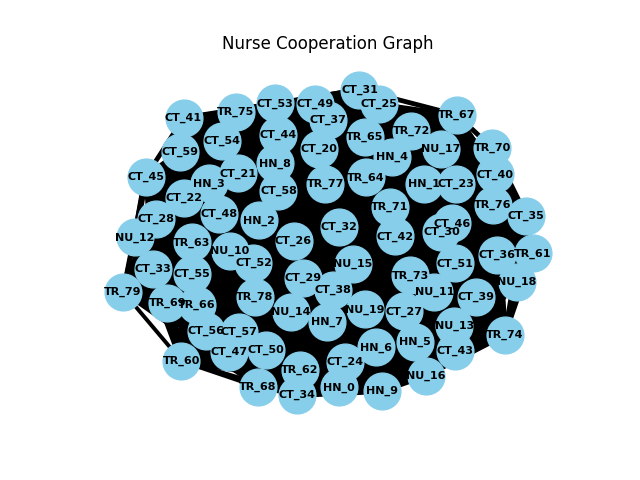 Nurse Cooperation Graph
CT_31
CT_53
CT_49
CT_25
TR_75
TR_67
CT_41
CT_37
TR_72
CT_44
TR_65
CT_54
TR_70
CT_20
NU_17
CT_59
HN_4
HN_8
CT_21
CT_40
CT_45
TR_64
HN_3
TR_77
HN_1
CT_23
CT_58
CT_22
TR_76
TR_71
CT_48
CT_35
CT_28
HN_2
CT_46
CT_32
CT_30
NU_12
CT_42
CT_26
TR_63
NU_10
TR_61
CT_36
CT_52
NU_15
CT_51
CT_33
CT_55
TR_73
CT_29
NU_18
CT_38
TR_79
NU_11
TR_78
CT_39
TR_69
TR_66
NU_19
NU_14
CT_27
HN_7
NU_13
CT_56
CT_57
TR_74
HN_5
HN_6
CT_50
CT_43
CT_47
TR_60
CT_24
TR_62
NU_16
TR_68
HN_0
HN_9
CT_34